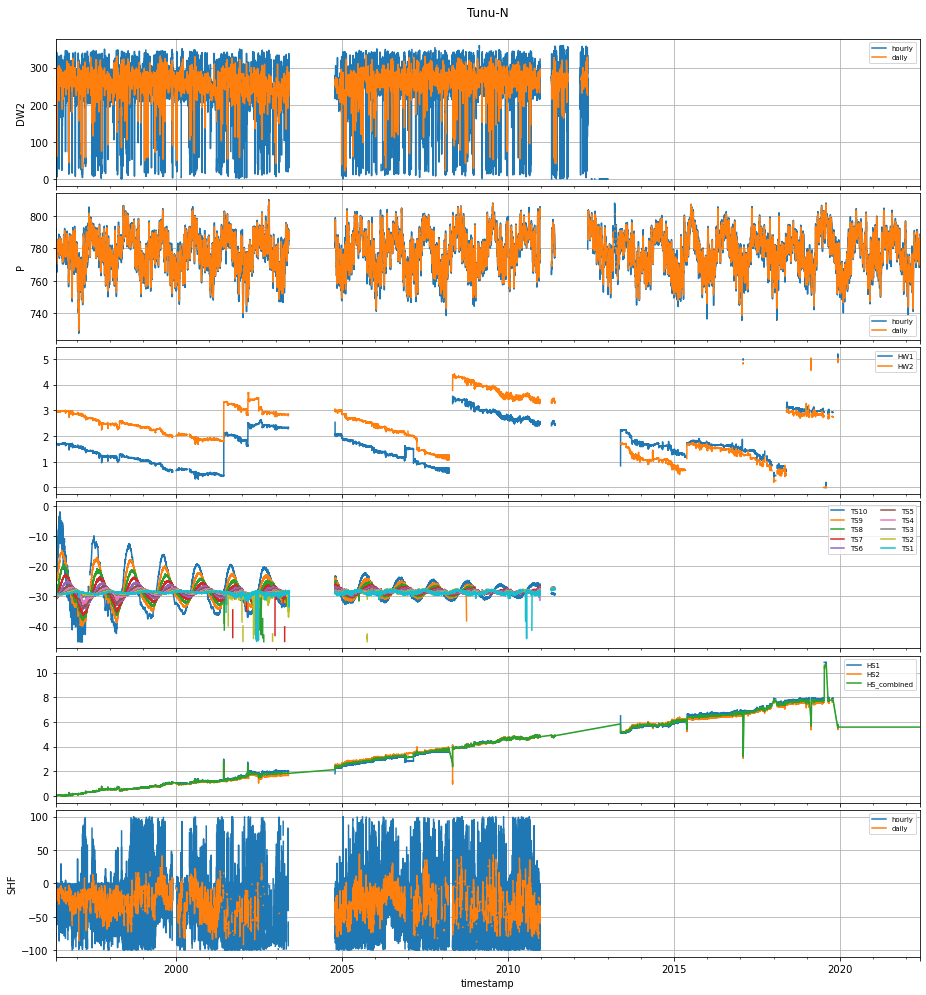 Tunu-N
DW2
300
200
100
0
hourly
daily
P
800
780
760
740
hourly
daily
5
4
3
2
1
0
HW1
HW2
0
−10
−20
−30
−40
TS10 TS5
TS9 TS4
TS8 TS3
TS7 TS2
TS6 TS1
10
8
6
4
2
0
HS1
HS2
HS_combined
SHF
100
50
0
−50
−100
hourly
daily
2000 2005 2010 2015 2020
timestamp